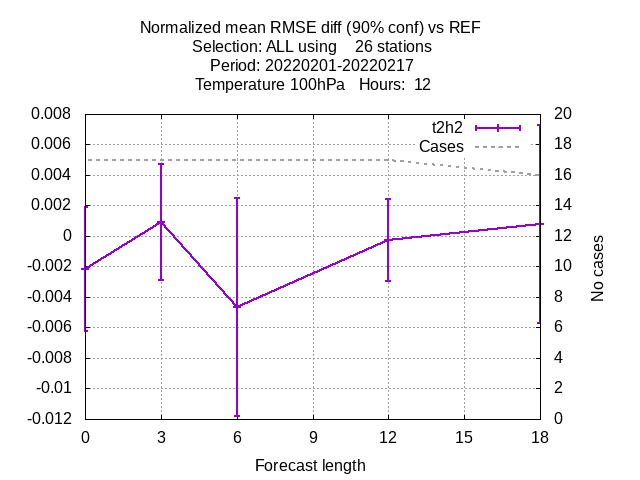 Normalized mean RMSE diff (90% conf) vs REF
Selection: ALL using    26 stations
Period: 20220201-20220217
Temperature 100hPa   Hours:  12
0.008
0.006
0.004
0.002
0
-0.002
-0.004
-0.006
-0.008
-0.01
-0.012
t2h2
Cases
20
18
16
14
12
10
8
6
4
2
0
No cases
0 3 6 9 12 15 18
Forecast length